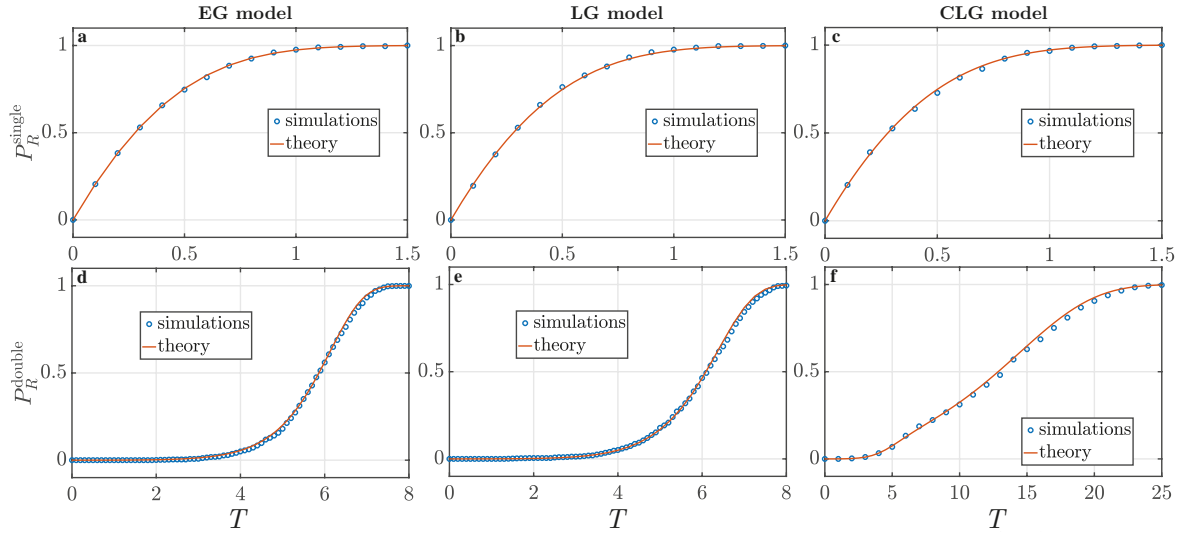 EG model
LG model
CLG model
P_R^single
a
1
0.5
0
simulations
theory
0 0.5 1 1.5
b
1
0.5
0
simulations
theory
0 0.5 1 1.5
c
1
0.5
0
simulations
theory
0 0.5 1 1.5
P_R^double
d
1
0.5
0
simulations
theory
0 2 4 6 8
T
e
1
0.5
0
simulations
theory
0 2 4 6 8
T
f
1
0.5
0
simulations
theory
0 5 10 15 20 25
T